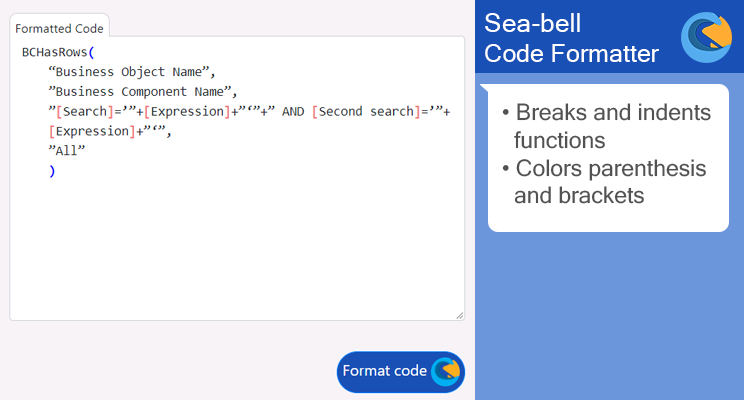 Formatted Code
BCHasRows(
“Business Object Name”,
”Business Component Name”,
”[Search]=’”+[Expression]+”‘”+” AND [Second search]=’”+
[Expression]+”‘”,
”All”
)
Format code
Sea-bell
Code Formatter
• Breaks and indents
functions
• Colors parenthesis
and brackets